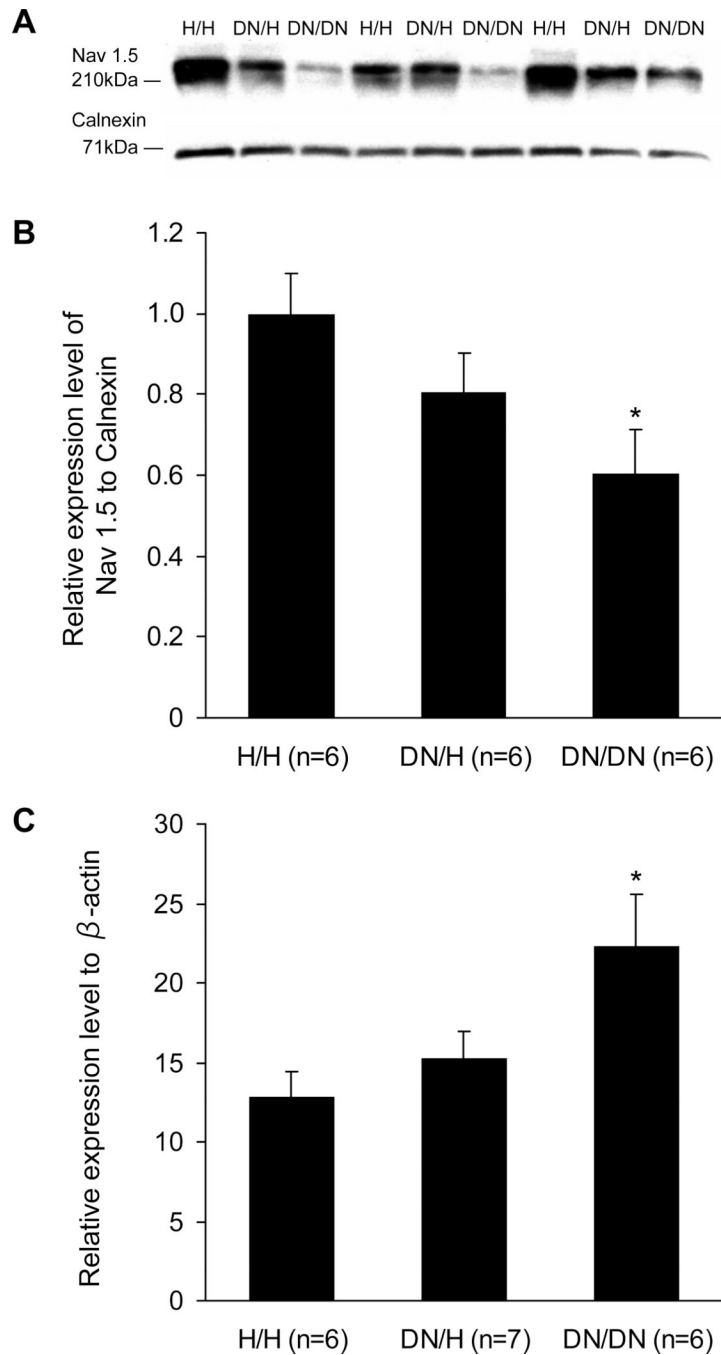 A
H/H DN/H DN/DN H/H DN/H DN/DN H/H DN/H DN/DN
Nav 1.5
210kDa —
Calnexin
71kDa —
B
Relative expression level of
Nav 1.5 to Calnexin
1.2
1.0
0.8
0.6
0.4
0.2
0
*
H/H (n=6) DN/H (n=6) DN/DN (n=6)
C
Relative expression level to β-actin
30
25
20
15
10
5
0
*
H/H (n=6) DN/H (n=7) DN/DN (n=6)